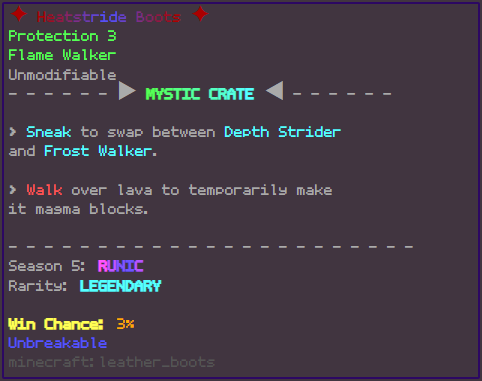 ✦ Heatstride Boots ✦
Protection 3
Flame Walker
Unmodifiable
- - - - - - ▶ MYSTIC CRATE ◀ - - - - - -
> Sneak to swap between Depth Strider
and Frost Walker.
> Walk over lava to temporarily make
it magma blocks.
- - - - - - - - - - - - - - - - - - - - - - - -
Season 5: RUNIC
Rarity: LEGENDARY
Win Chance: 3%
Unbreakable
minecraft:leather_boots